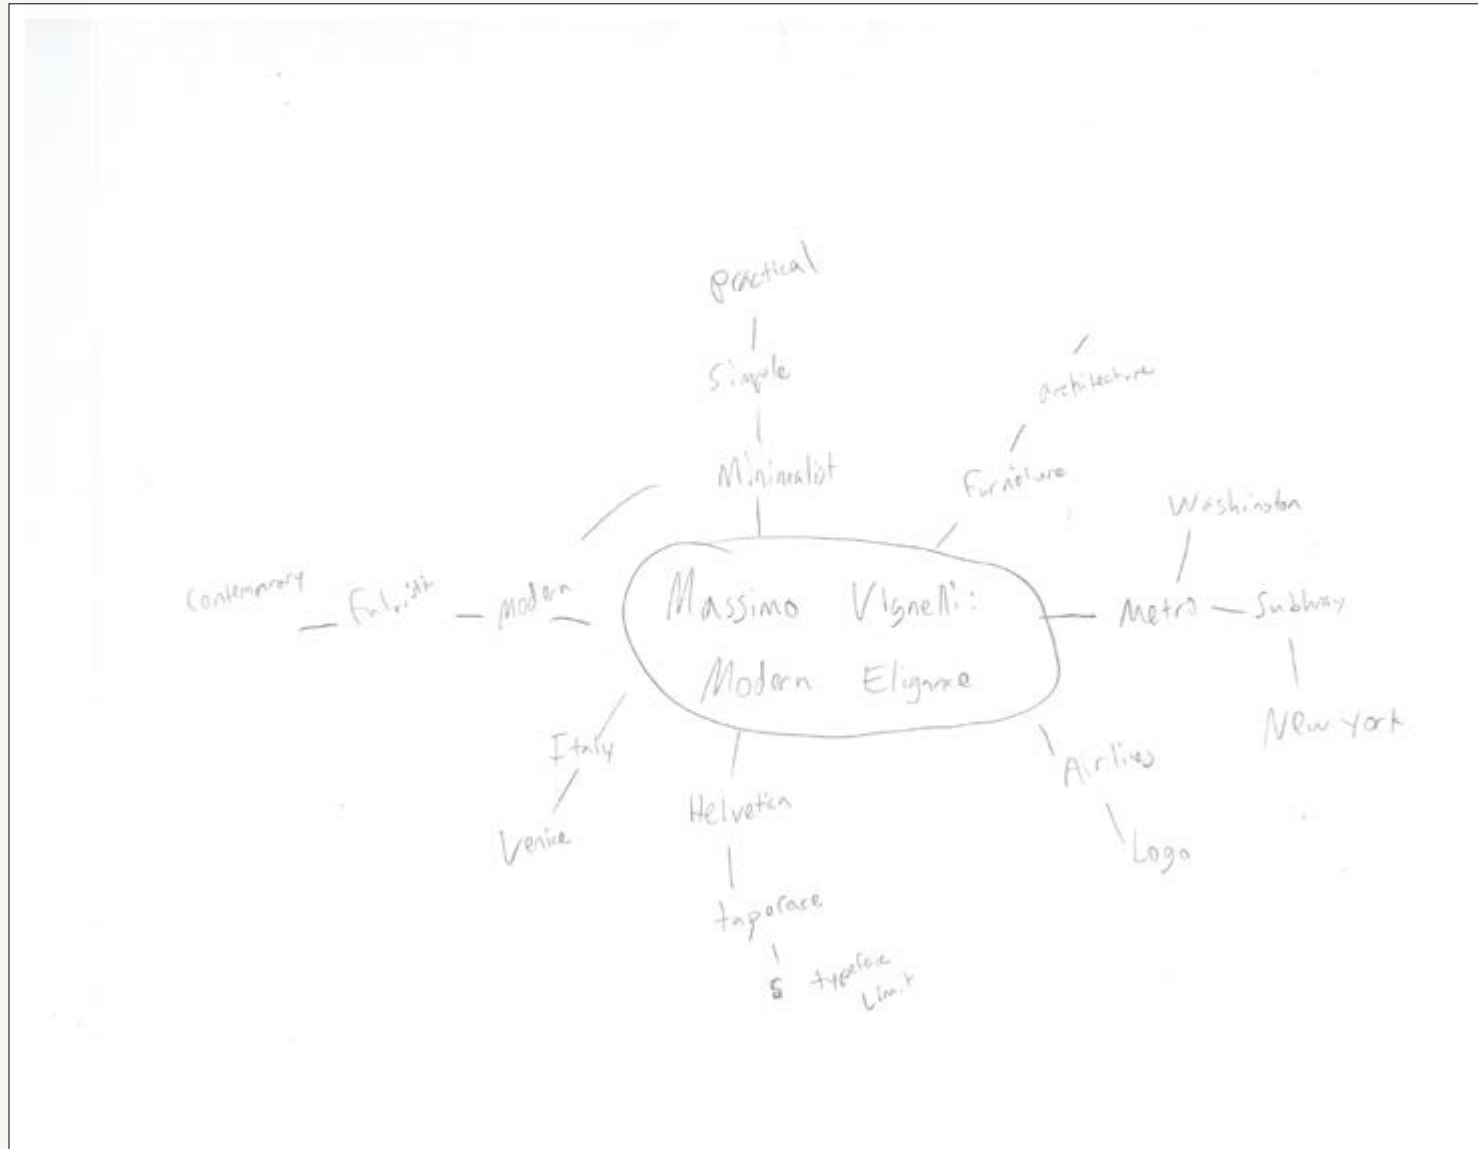 Practical
Simple
architecture
Minimalist
Furniture
Washington
Contemporary
Futurist
Modern
Massimo Vignelli:
Modern Eligance
Metro
Subway
New York
Italy
Airlines
Helvetica
Venice
Logo
5 typeface
Limit